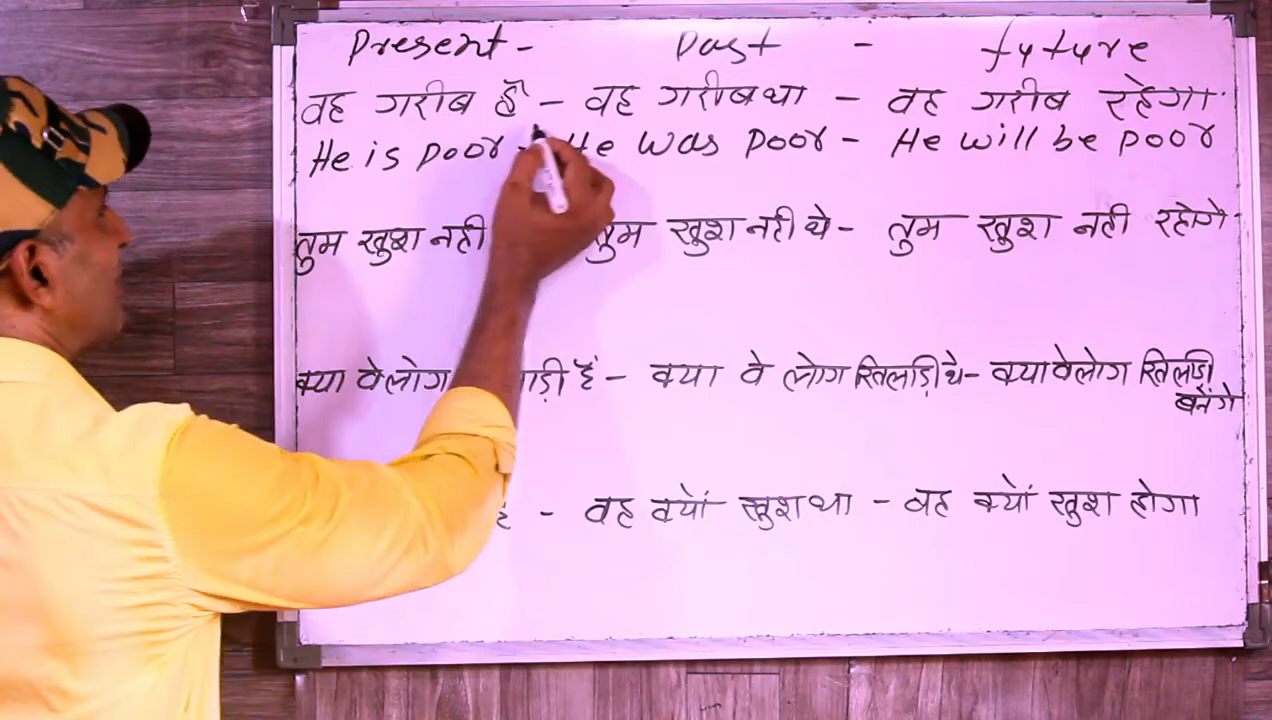 Present - Past - future
वह गरीब है - वह गरीब था - वह गरीब रहेगा
He is poor - He was poor - He will be poor
तुम खुश नही तुम खुश नही थे - तुम खुश नही रहोगे -
क्या वे लोग हैं - क्या वे लोग खिलाड़ी थे - क्या वे लोग खिलाड़ी
बनेंगे
है - वह क्यों खुश था - वह क्यों खुश होगा